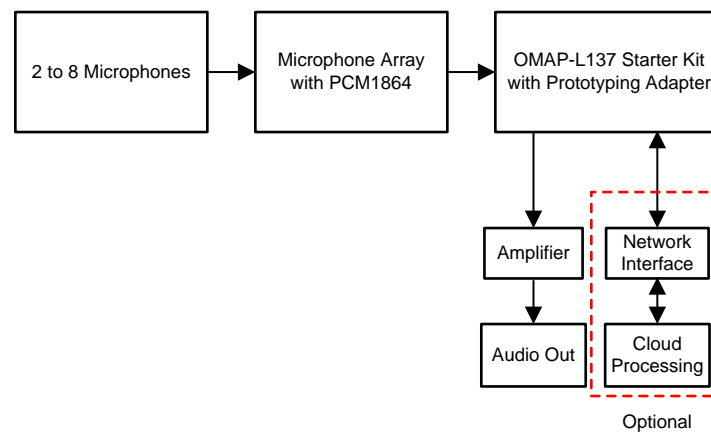 2 to 8 Microphones
Microphone Array
with PCM1864
OMAP-L137 Starter Kit
with Prototyping Adapter
Amplifier
Network
Interface
Audio Out
Cloud
Processing
Optional